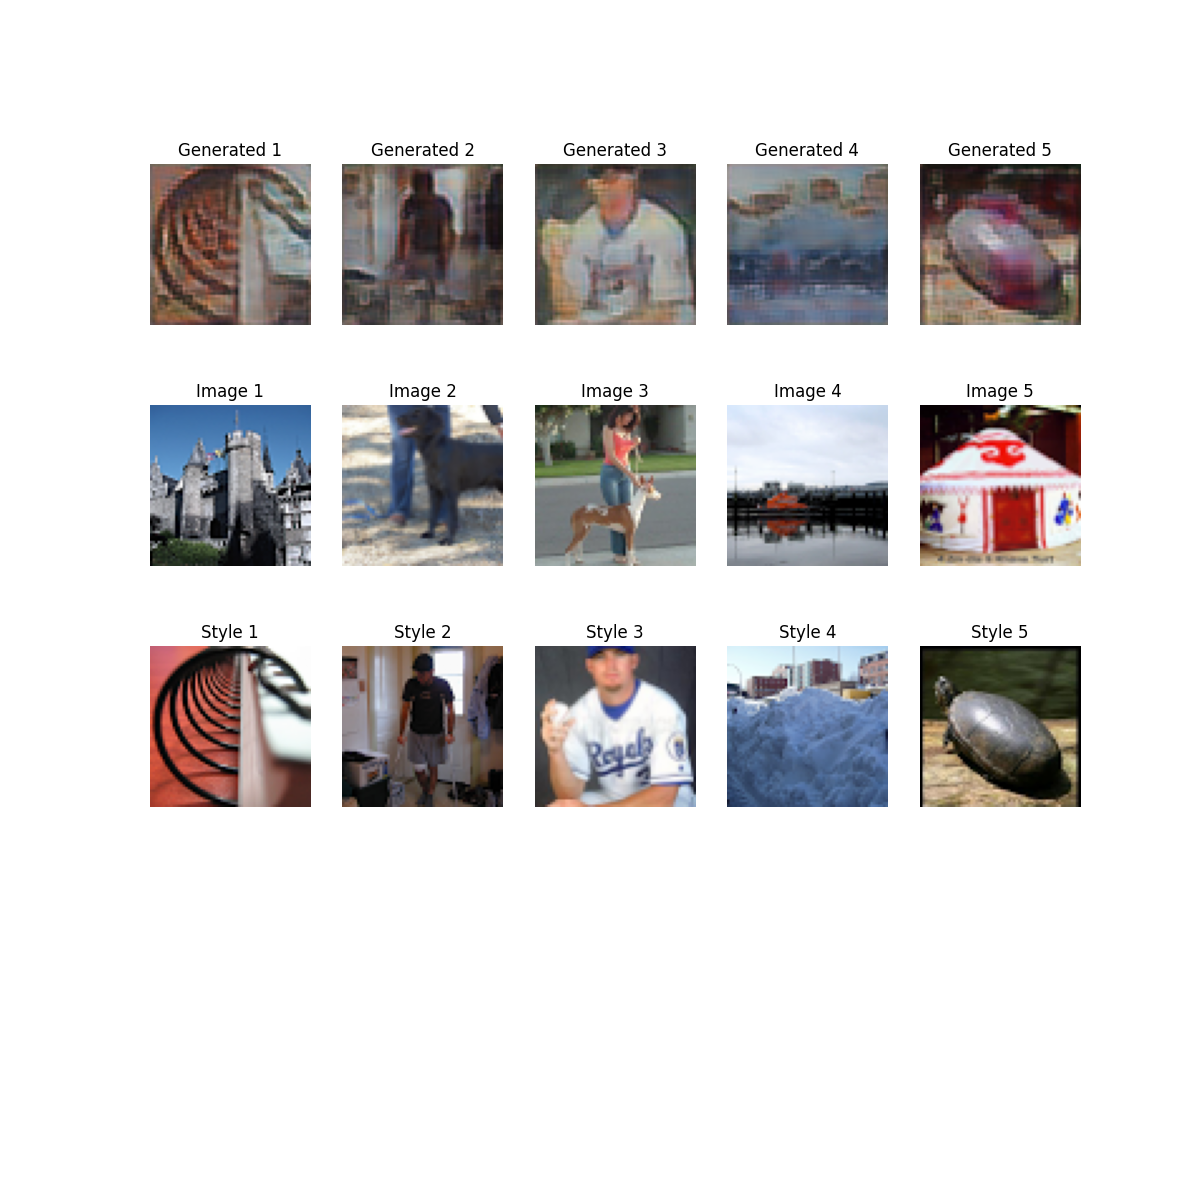 Generated 1
Generated 2
Generated 3
Generated 4
Generated 5
Image 1
Image 2
Image 3
Image 4
Image 5
Style 1
Style 2
Style 3
Style 4
Style 5
Royals